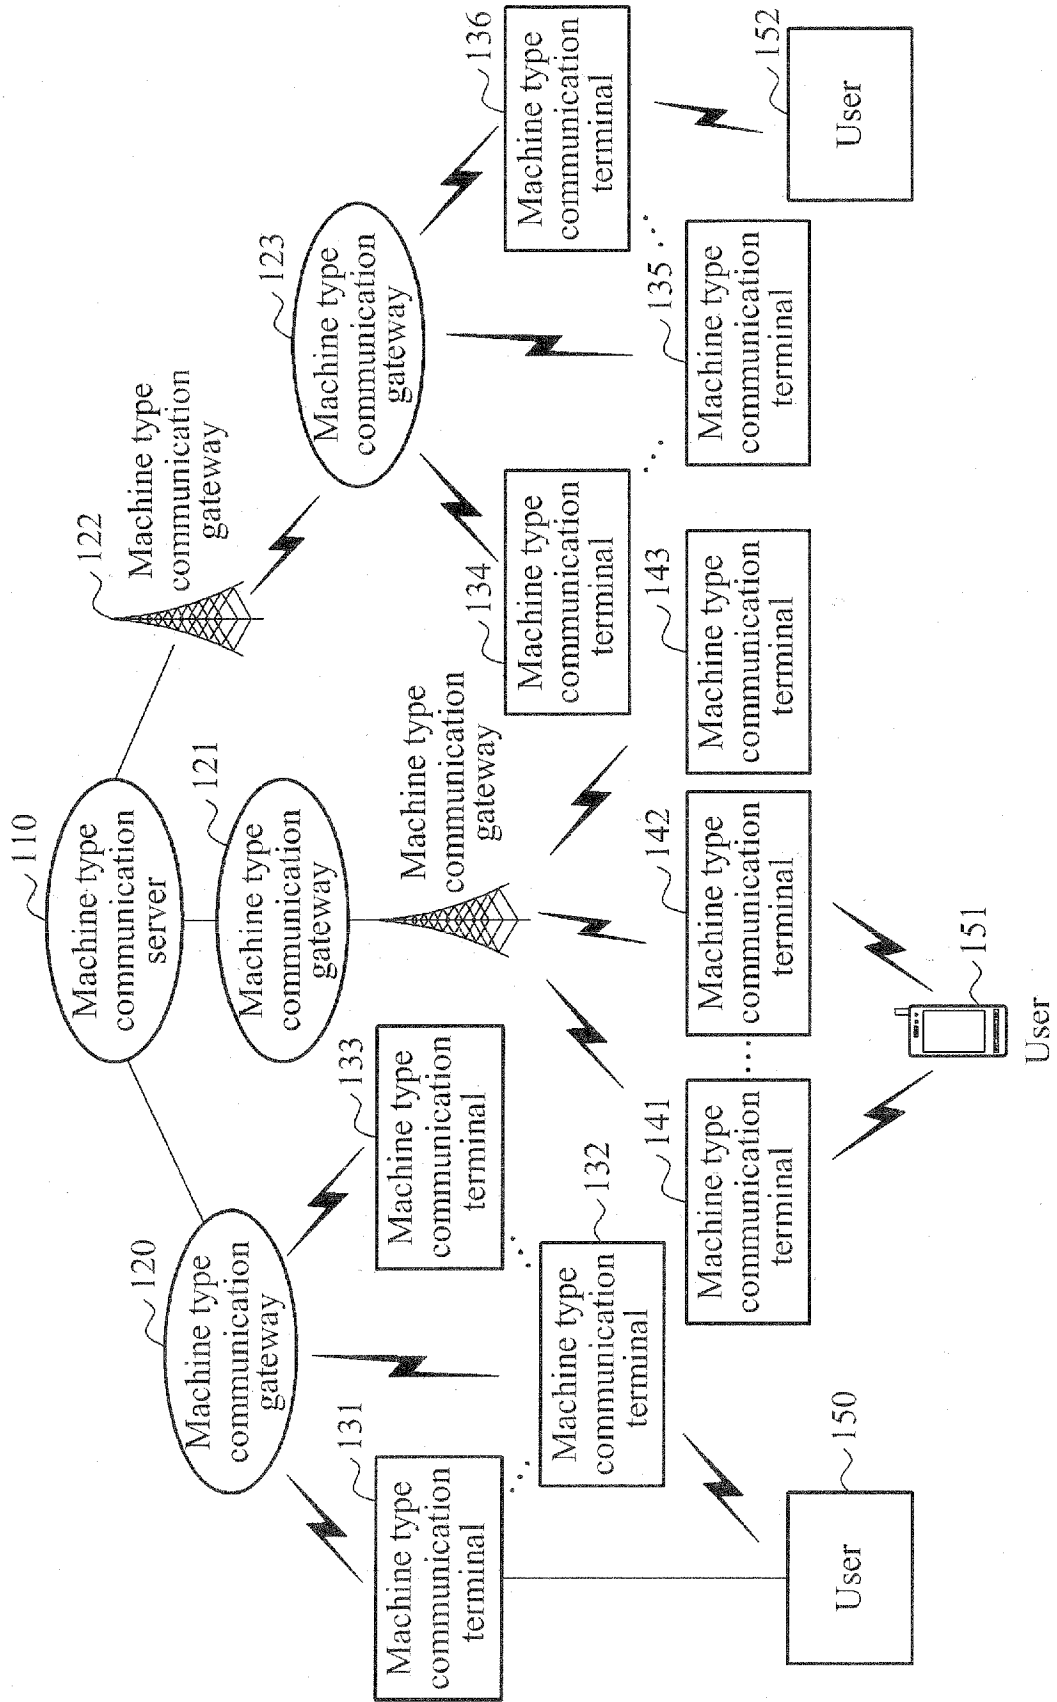 110
Machine type
communication
server
120
Machine type
communication
gateway
121
Machine type
communication
gateway
122
Machine type
communication
gateway
123
Machine type
communication
gateway
Machine type
communication
gateway
131
Machine type
communication
terminal
132
Machine type
communication
terminal
133
Machine type
communication
terminal
134
Machine type
communication
terminal
135
Machine type
communication
terminal
136
Machine type
communication
terminal
141
Machine type
communication
terminal
142
Machine type
communication
terminal
143
Machine type
communication
terminal
150
User
151
User
152
User